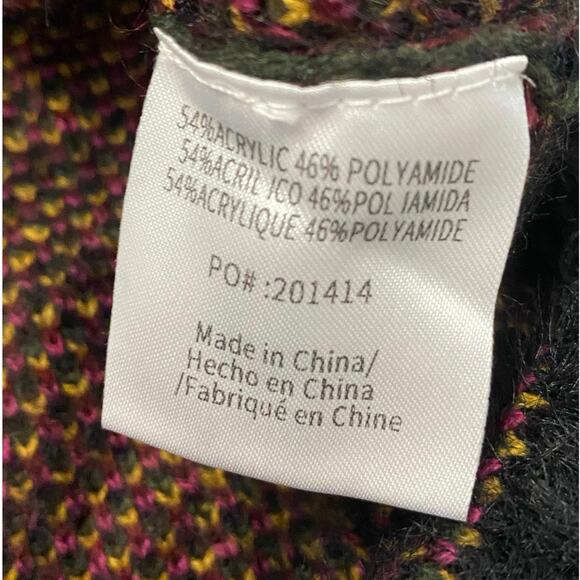 54%ACRYLIC 46% POLYAMIDE
54%ACRIL ICO 46%POL IAMIDA
54%ACRYLIQUE 46%POLYAMIDE
PO# :201414
Made in China/
Hecho en China
/Fabriqué en Chine